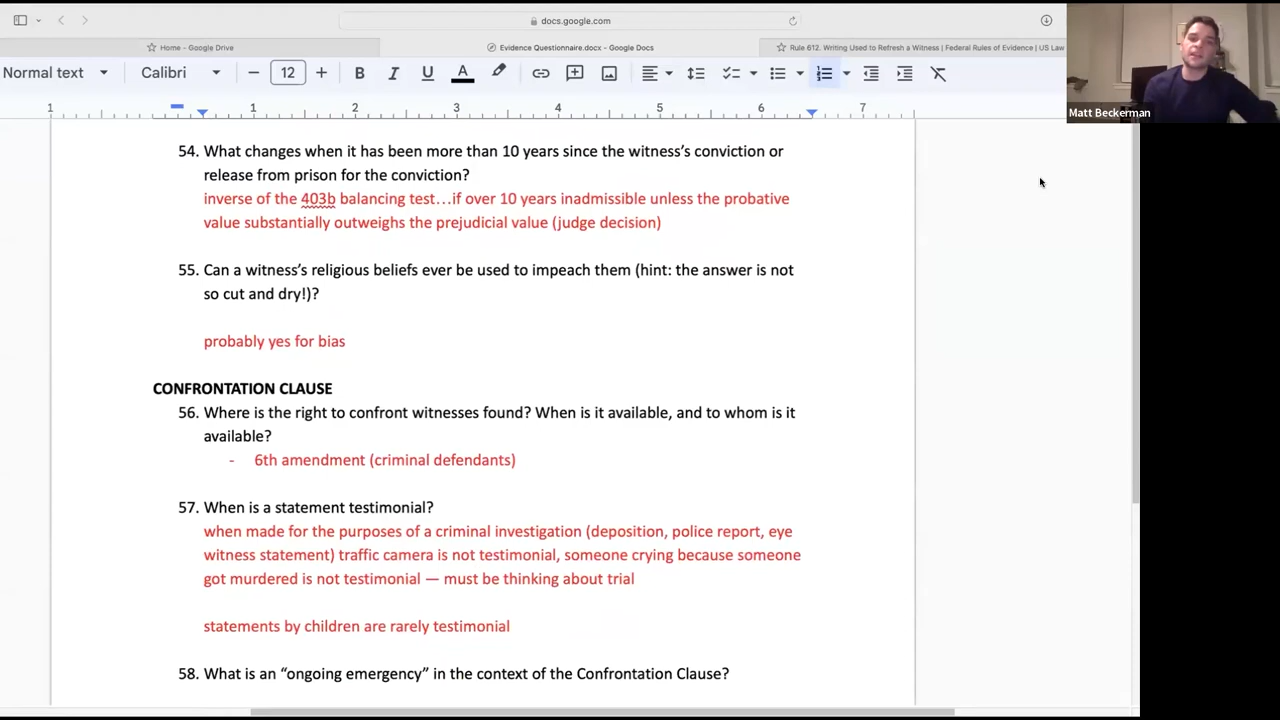 docs.google.com
Home - Google Drive
Evidence Questionnaire.docx - Google Docs
Rule 612. Writing Used to Refresh a Witness | Federal Rules of Evidence | US Law
Normal text
Calibri
12
B I U A
1 1 2 3 4 5 6 7
Matt Beckerman
54. What changes when it has been more than 10 years since the witness’s conviction or
release from prison for the conviction?
inverse of the 403b balancing test…if over 10 years inadmissible unless the probative
value substantially outweighs the prejudicial value (judge decision)
55. Can a witness’s religious beliefs ever be used to impeach them (hint: the answer is not
so cut and dry!)?
probably yes for bias
CONFRONTATION CLAUSE
56. Where is the right to confront witnesses found? When is it available, and to whom is it
available?
- 6th amendment (criminal defendants)
57. When is a statement testimonial?
when made for the purposes of a criminal investigation (deposition, police report, eye
witness statement) traffic camera is not testimonial, someone crying because someone
got murdered is not testimonial — must be thinking about trial
statements by children are rarely testimonial
58. What is an “ongoing emergency” in the context of the Confrontation Clause?